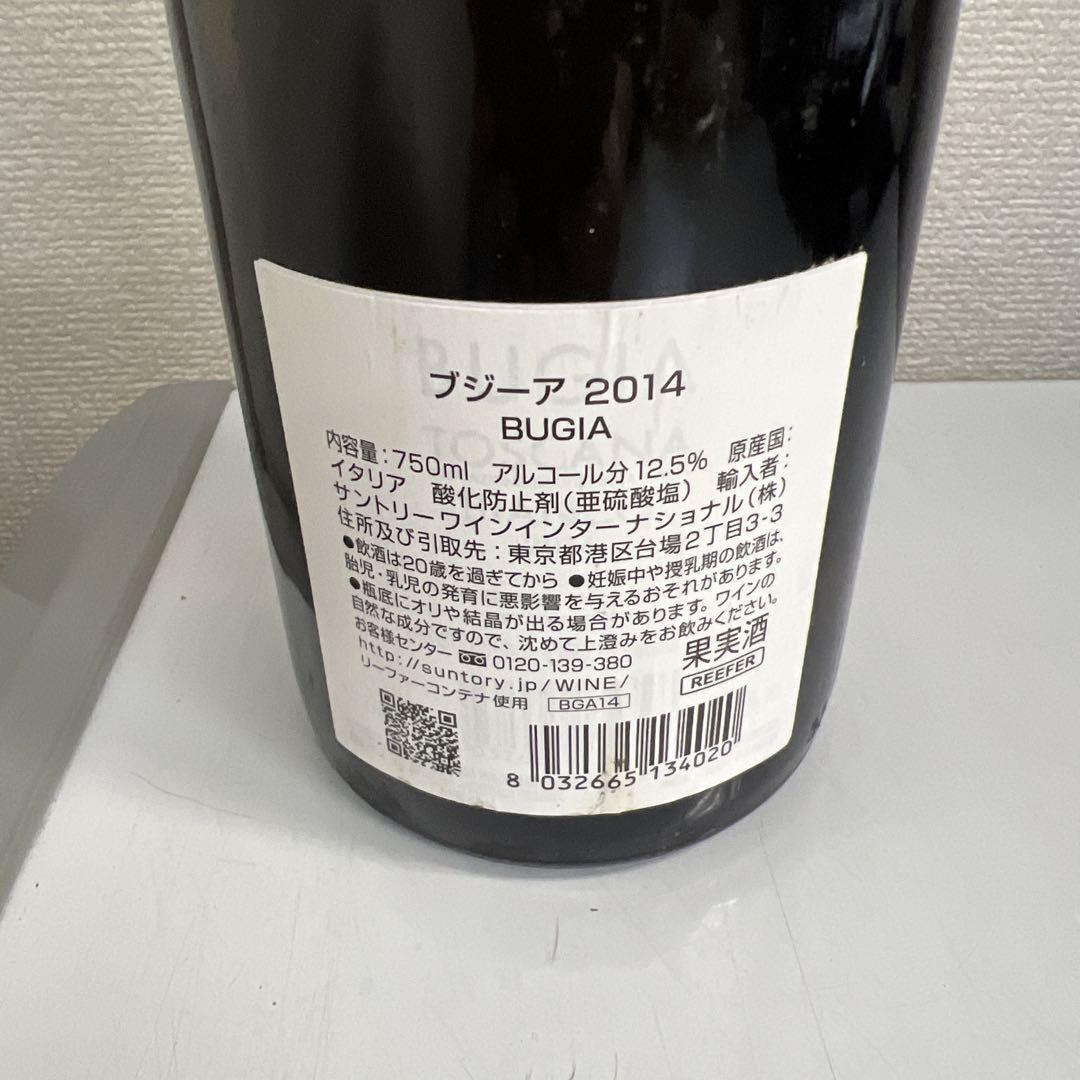 ブジーア 2014
BUGIA
内容量:750ml アルコール分12.5% 原産国:
イタリア 酸化防止剤(亜硫酸塩) 輸入者:
サントリーワインインターナショナル(株)
住所及び引取先:東京都港区台場2丁目3-3
●飲酒は20歳を過ぎてから ●妊娠中や授乳期の飲酒は、
胎児・乳児の発育に悪影響を与えるおそれがあります。
●瓶底にオリや結晶が出る場合があります。ワインの
自然な成分ですので、沈めて上澄みをお飲みください。
お客様センター 0120-139-380
http://suntory.jp/WINE/
リーファーコンテナ使用 BGA14
果実酒
REEFER
8 032665 134020
BUGIA
TOSCANA